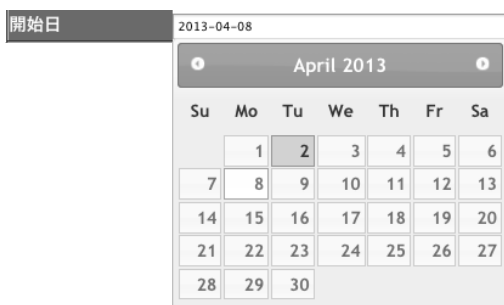 開始日
2013-04-08
April 2013
Su Mo Tu We Th Fr Sa
1 2 3 4 5 6
7 8 9 10 11 12 13
14 15 16 17 18 19 20
21 22 23 24 25 26 27
28 29 30